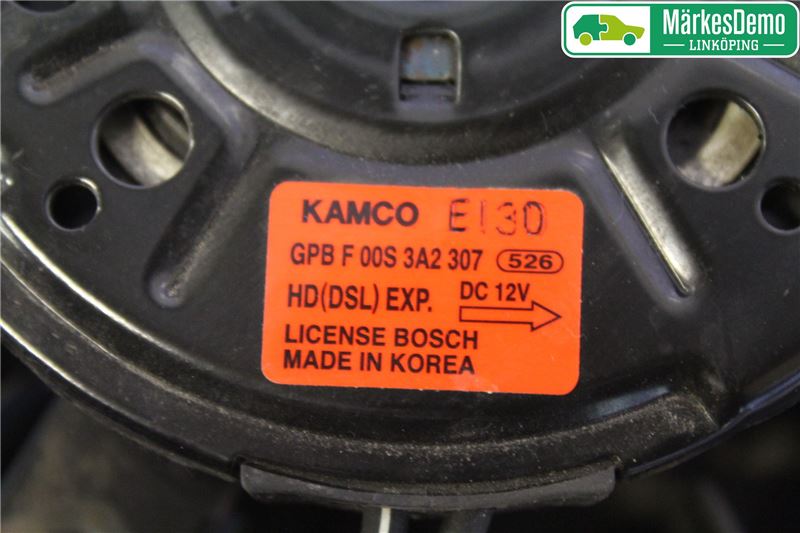 MärkesDemo
LINKÖPING
KAMCO E130
GPB F 00S 3A2 307 526
HD(DSL) EXP. DC 12V
LICENSE BOSCH
MADE IN KOREA